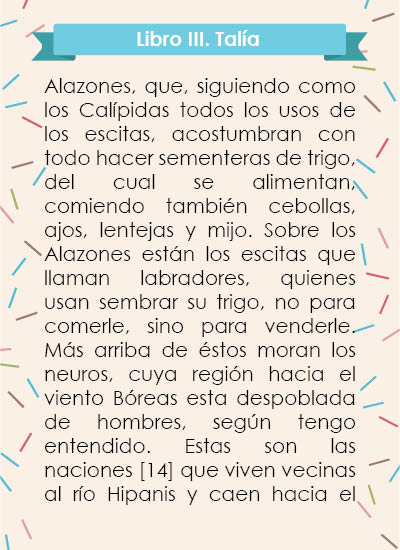 Libro III. Talía
Alazones, que, siguiendo como
los Calípidas todos los usos de
los escitas, acostumbran con
todo hacer sementeras de trigo,
del cual se alimentan,
comiendo también cebollas,
ajos, lentejas y mijo. Sobre los
Alazones están los escitas que
llaman labradores, quienes
usan sembrar su trigo, no para
comerle, sino para venderle.
Más arriba de éstos moran los
neuros, cuya región hacia el
viento Bóreas esta despoblada
de hombres, según tengo
entendido. Estas son las
naciones [14] que viven vecinas
al río Hipanis y caen hacia el